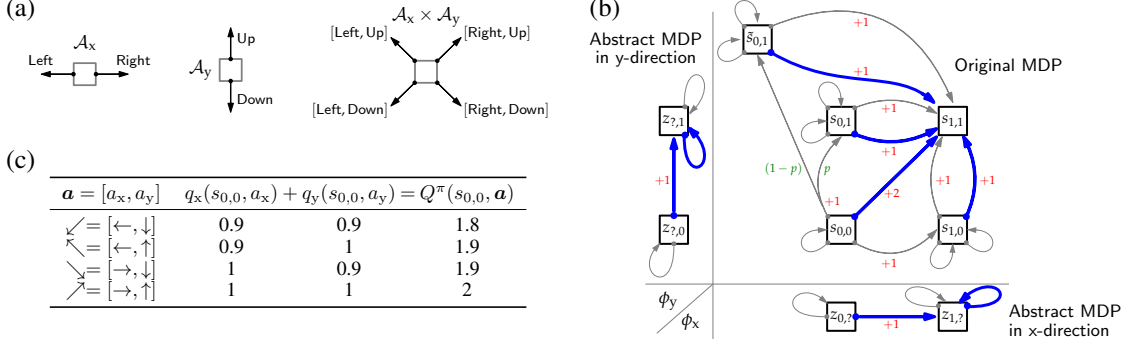 (a)
𝒜x
Left
Right
Up
𝒜y
Down
𝒜x × 𝒜y
[Left, Up]
[Right, Up]
[Left, Down]
[Right, Down]
(b)
Abstract MDP
in y-direction
s̃0,1
+1
+1
Original MDP
z?,1
s0,1
+1
s1,1
+1
(1−p)
p
+1
+1
+2
+1
+1
z?,0
s0,0
s1,0
+1
ϕy
ϕx
z0,?
+1
z1,?
Abstract MDP
in x-direction
(c)
a = [ax, ay] qx(s0,0, ax) + qy(s0,0, ay) = Qπ(s0,0, a)
↙= [←, ↓] 0.9 0.9 1.8
↖= [←, ↑] 0.9 1 1.9
↘= [→, ↓] 1 0.9 1.9
↗= [→, ↑] 1 1 2